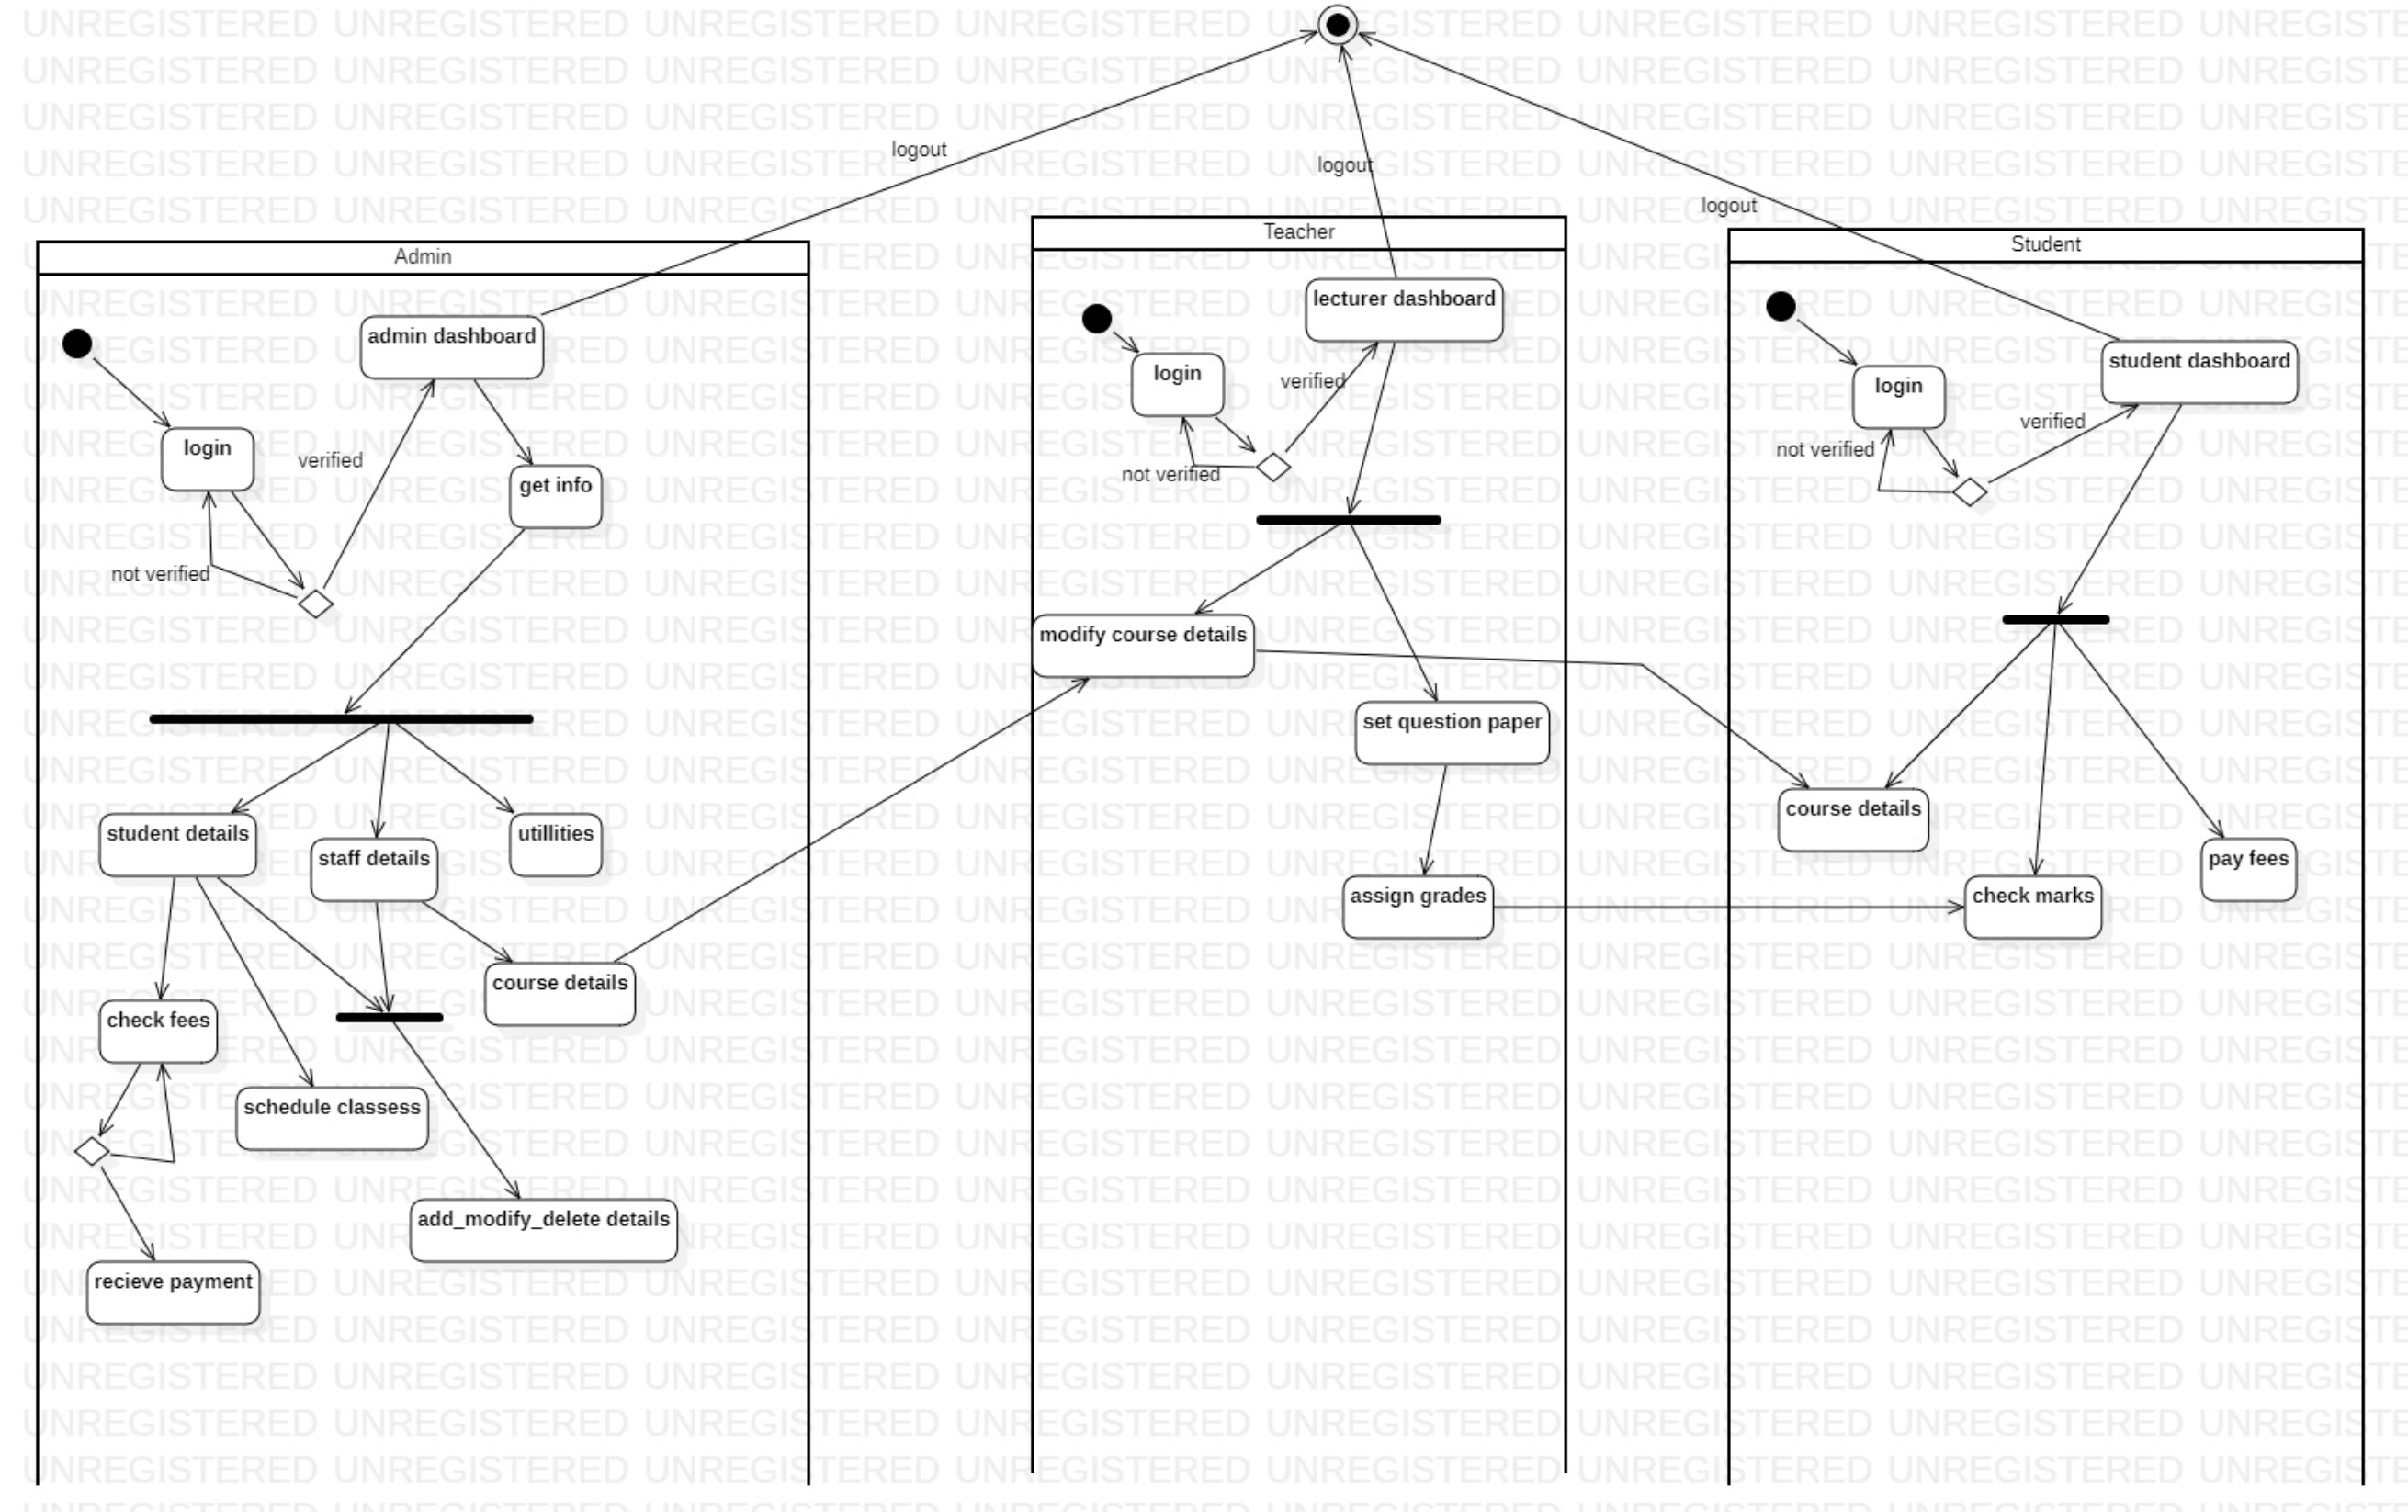 logout
logout
logout
Admin
admin dashboard
login
verified
get info
not verified
student details
staff details
utillities
course details
check fees
schedule classess
add_modify_delete details
recieve payment
Teacher
lecturer dashboard
login
verified
not verified
modify course details
set question paper
assign grades
Student
student dashboard
login
verified
not verified
course details
check marks
pay fees
UNREGISTERED UNREGISTERED UNREGISTERED UNREGISTERED UNREGISTERED UNREGISTERED UNREGISTERED